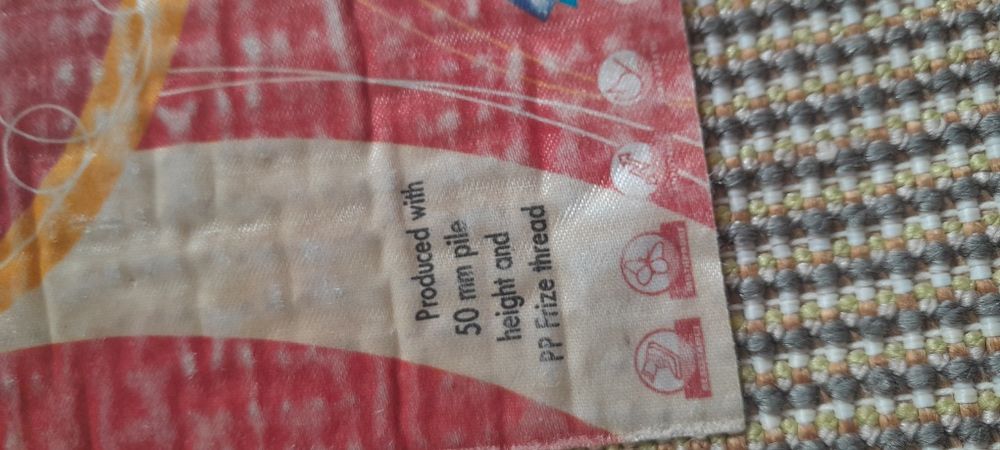 Produced with
50 mm pile
height and
PP Frize thread